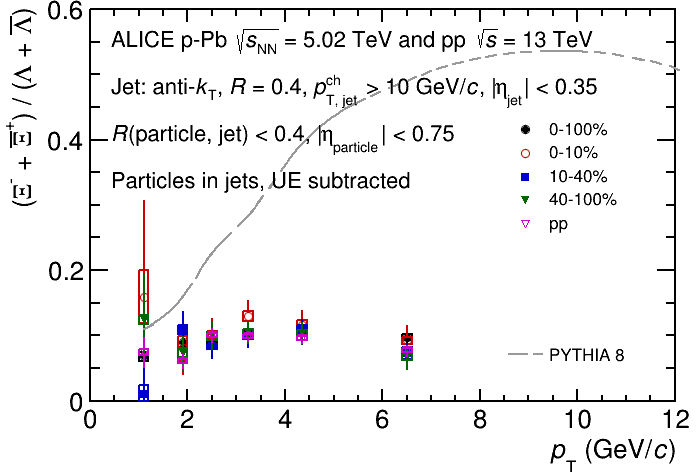 ALICE p-Pb √s_NN = 5.02 TeV and pp √s = 13 TeV
Jet: anti-k_T, R = 0.4, p_T, jet^ch > 10 GeV/c, |η_jet| < 0.35
R(particle, jet) < 0.4, |η_particle| < 0.75
Particles in jets, UE subtracted
0-100%
0-10%
10-40%
40-100%
pp
PYTHIA 8
(Ξ^- + Ξ̅^+) / (Λ + Λ̅)
0.6
0.4
0.2
0
0 2 4 6 8 10 12
p_T (GeV/c)